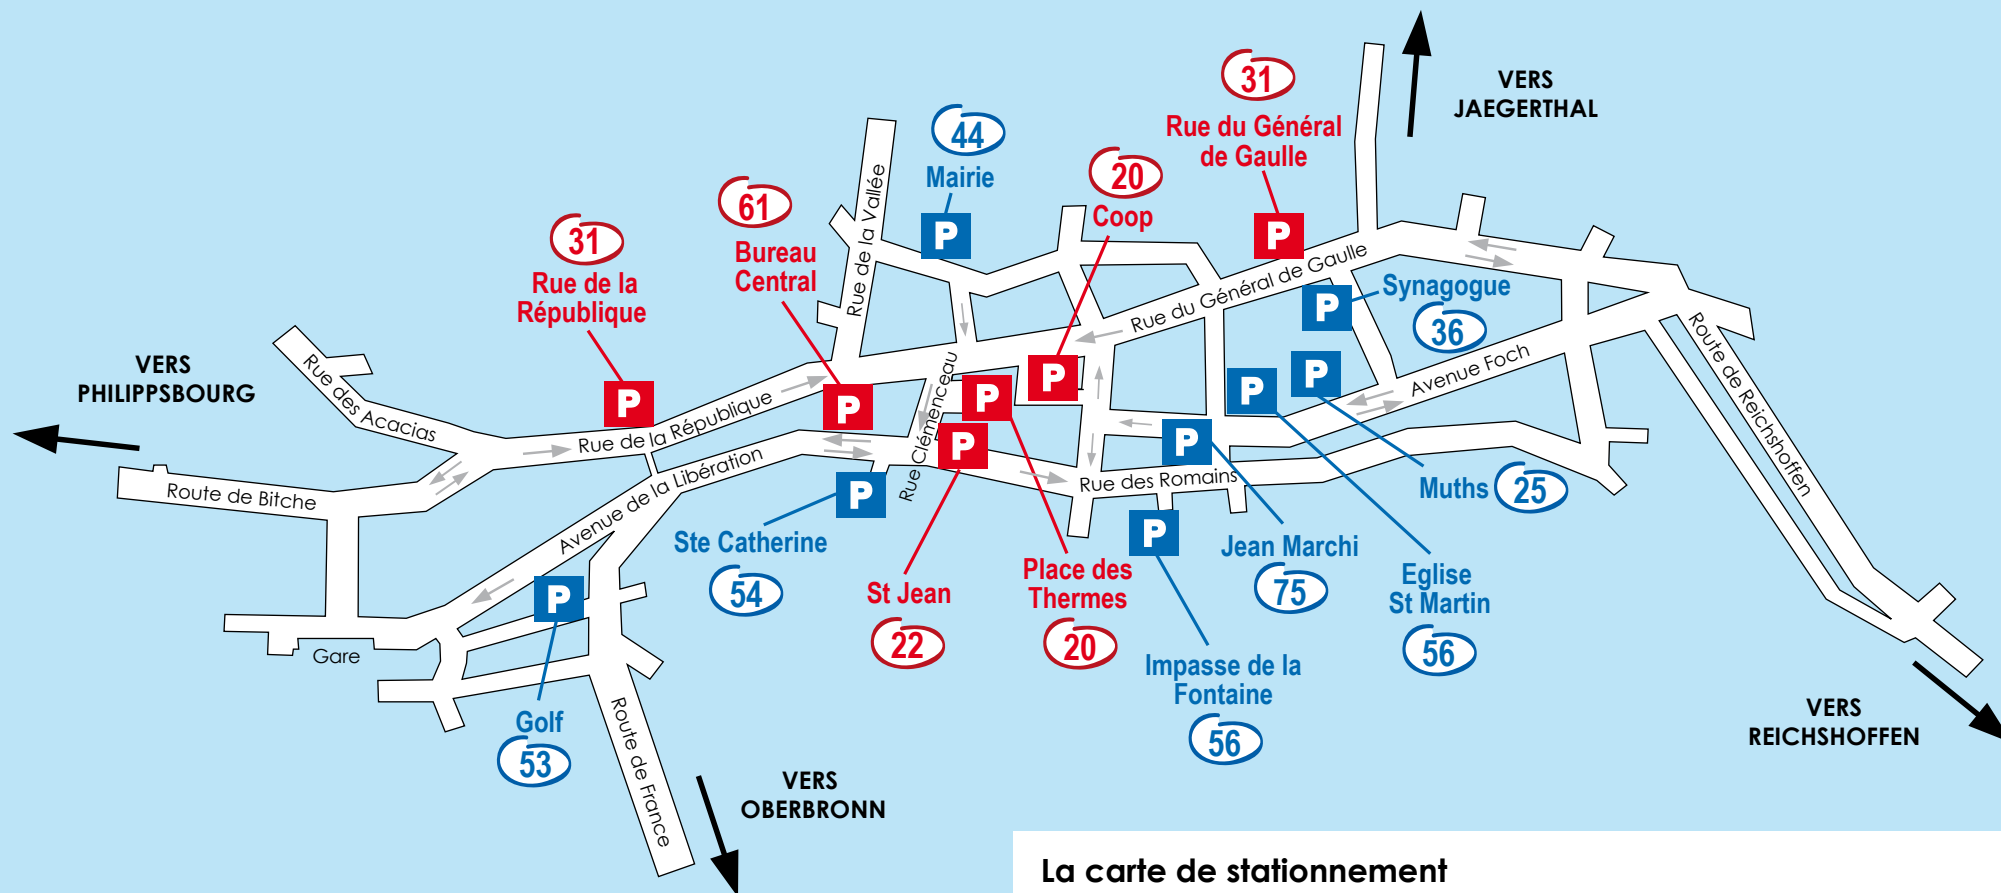 31
Rue du Général
de Gaulle
VERS
JAEGERTHAL
44
Mairie
20
Coop
61
Bureau
Central
31
Rue de la
République
Rue de la Vallée
Rue du Général de Gaulle
Synagogue
36
VERS
PHILIPPSBOURG
Rue des Acacias
Rue de la République
Rue Clémenceau
Avenue Foch
Route de Reichshoffen
P
P
P
P
P
P
P
P
P
P
P
P
P
P
Route de Bitche
Avenue de la Libération
Rue des Romains
Muths
25
Ste Catherine
54
St Jean
22
Place des
Thermes
20
Jean Marchi
75
Eglise
St Martin
56
Impasse de la
Fontaine
56
Gare
Golf
53
Route de France
VERS
OBERBRONN
VERS
REICHSHOFFEN
La carte de stationnement